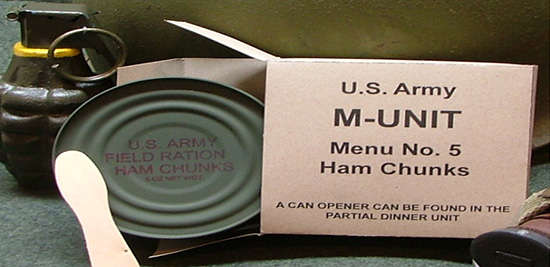 U.S. ARMY
FIELD RATION
HAM CHUNKS
U.S. Army
M-UNIT
Menu No. 5
Ham Chunks
A CAN OPENER CAN BE FOUND IN THE
PARTIAL DINNER UNIT